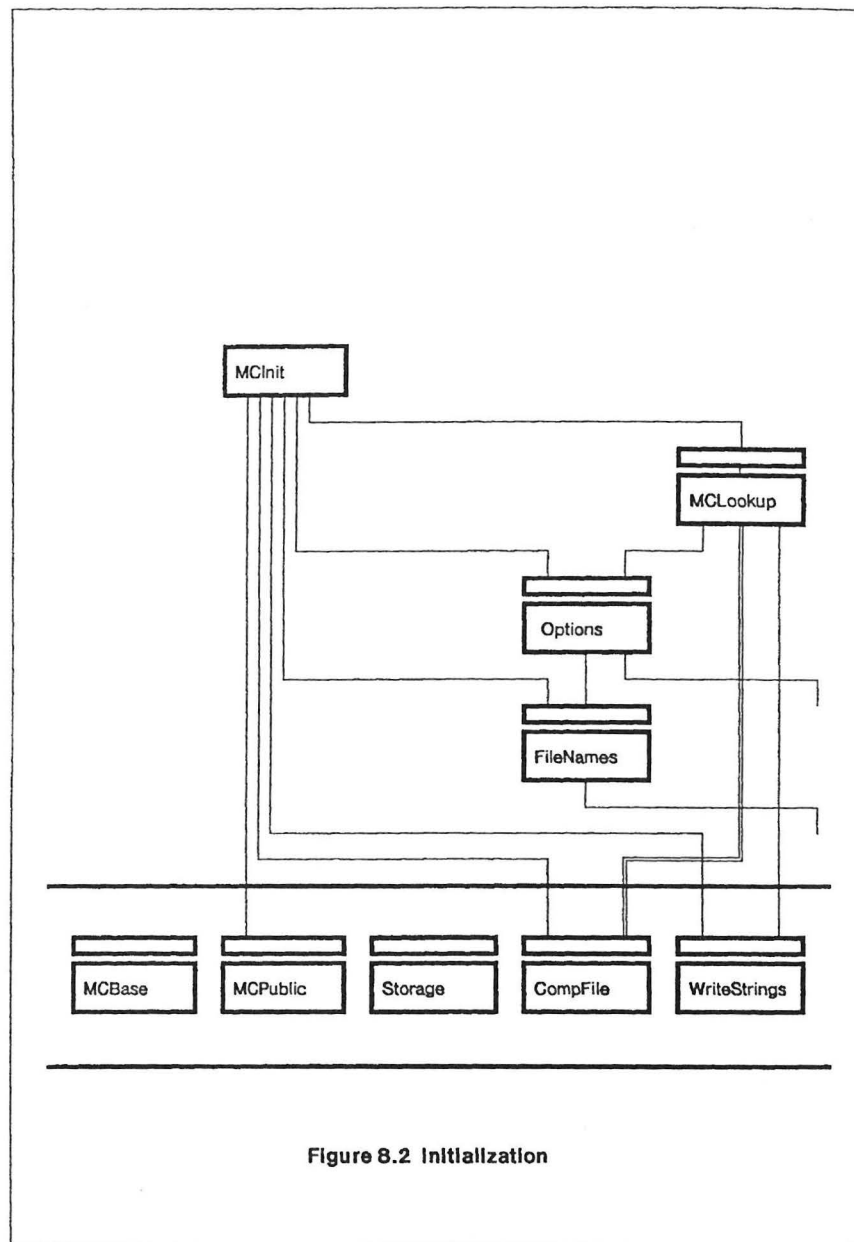 MCInit
MCLookup
Options
FileNames
MCBase MCPublic Storage CompFile WriteStrings
Figure 8.2 Initialization